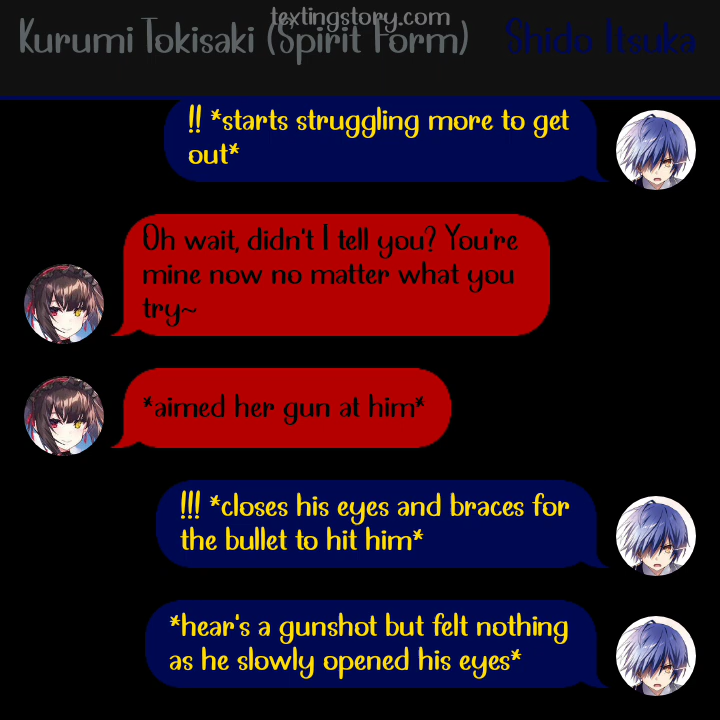 textingstory.com
Kurumi Tokisaki (Spirit Form) Shido Itsuka
!! *starts struggling more to get
out*
Oh wait, didn't I tell you? You're
mine now no matter what you
try~
*aimed her gun at him*
!!! *closes his eyes and braces for
the bullet to hit him*
*hear's a gunshot but felt nothing
as he slowly opened his eyes*